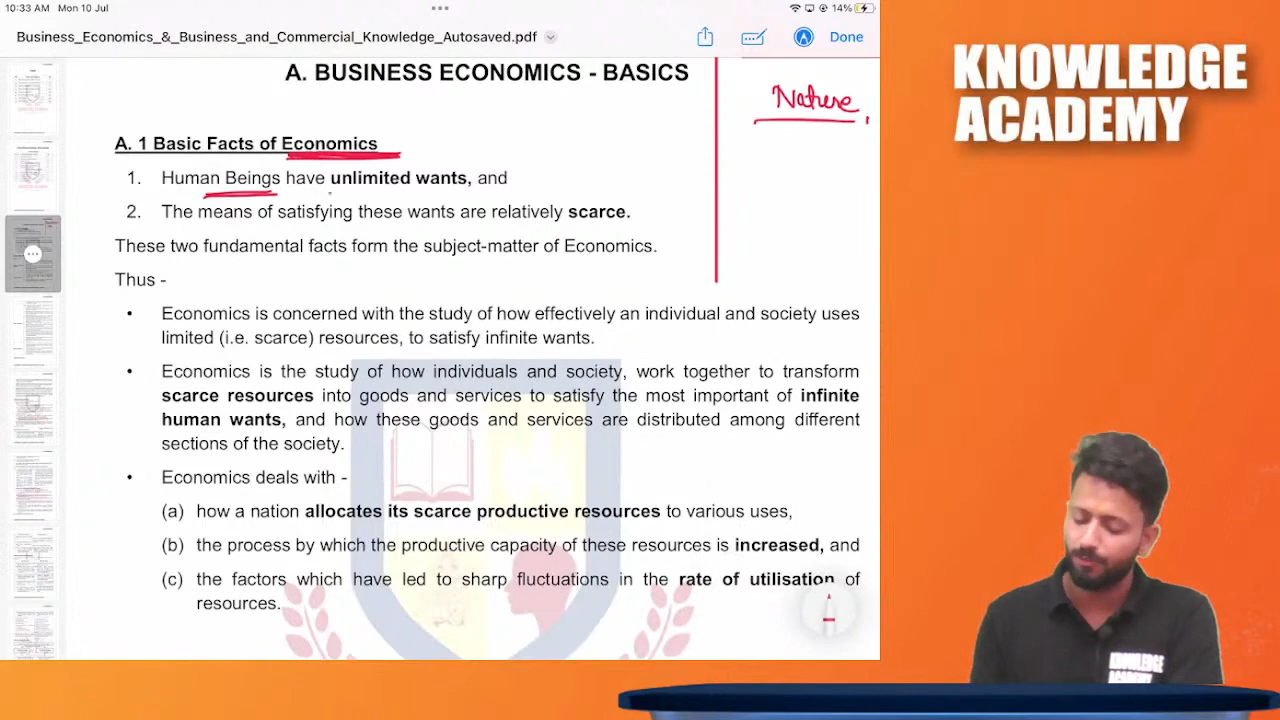 10:33 AM Mon 10 Jul
14%
Business_Economics_&_Business_and_Commercial_Knowledge_Autosaved.pdf
Done
A. BUSINESS ECONOMICS - BASICS
Nature
A. 1 Basic Facts of Economics
1. Human Beings have unlimited wants and
2. The means of satisfying these wants are relatively scarce.
These two fundamental facts form the subject-matter of Economics.
Thus -
• Economics is concerned with the study of how effectively an individual and society uses
limited (i.e. scarce) resources, to satisfy infinite wants.
• Economics is the study of how individuals and society, work together to transform
scarce resources into goods and services to satisfy the most important of infinite
human wants and how these goods and services are distributed among different
sections of the society.
• Economics deals with -
(a) How a nation allocates its scarce productive resources to various uses,
(b) The processes by which the productive capacity of these resources is increased, and
(c) The factors which have led to sharp fluctuations in the rate of utilisation of
resources.
KNOWLEDGE
ACADEMY
KNOWLEDGE
ACADEMY